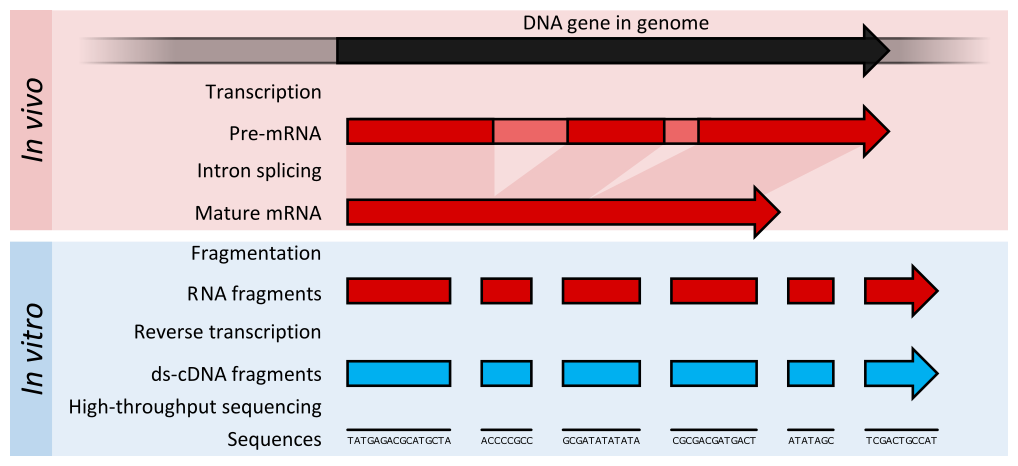 In vivo
DNA gene in genome
Transcription
Pre-mRNA
Intron splicing
Mature mRNA
In vitro
Fragmentation
RNA fragments
Reverse transcription
ds-cDNA fragments
High-throughput sequencing
Sequences TATGAGACGCATGCTA ACCCCGCC GCGATATATATA CGCGACGATGACT ATATAGC TCGACTGCCAT